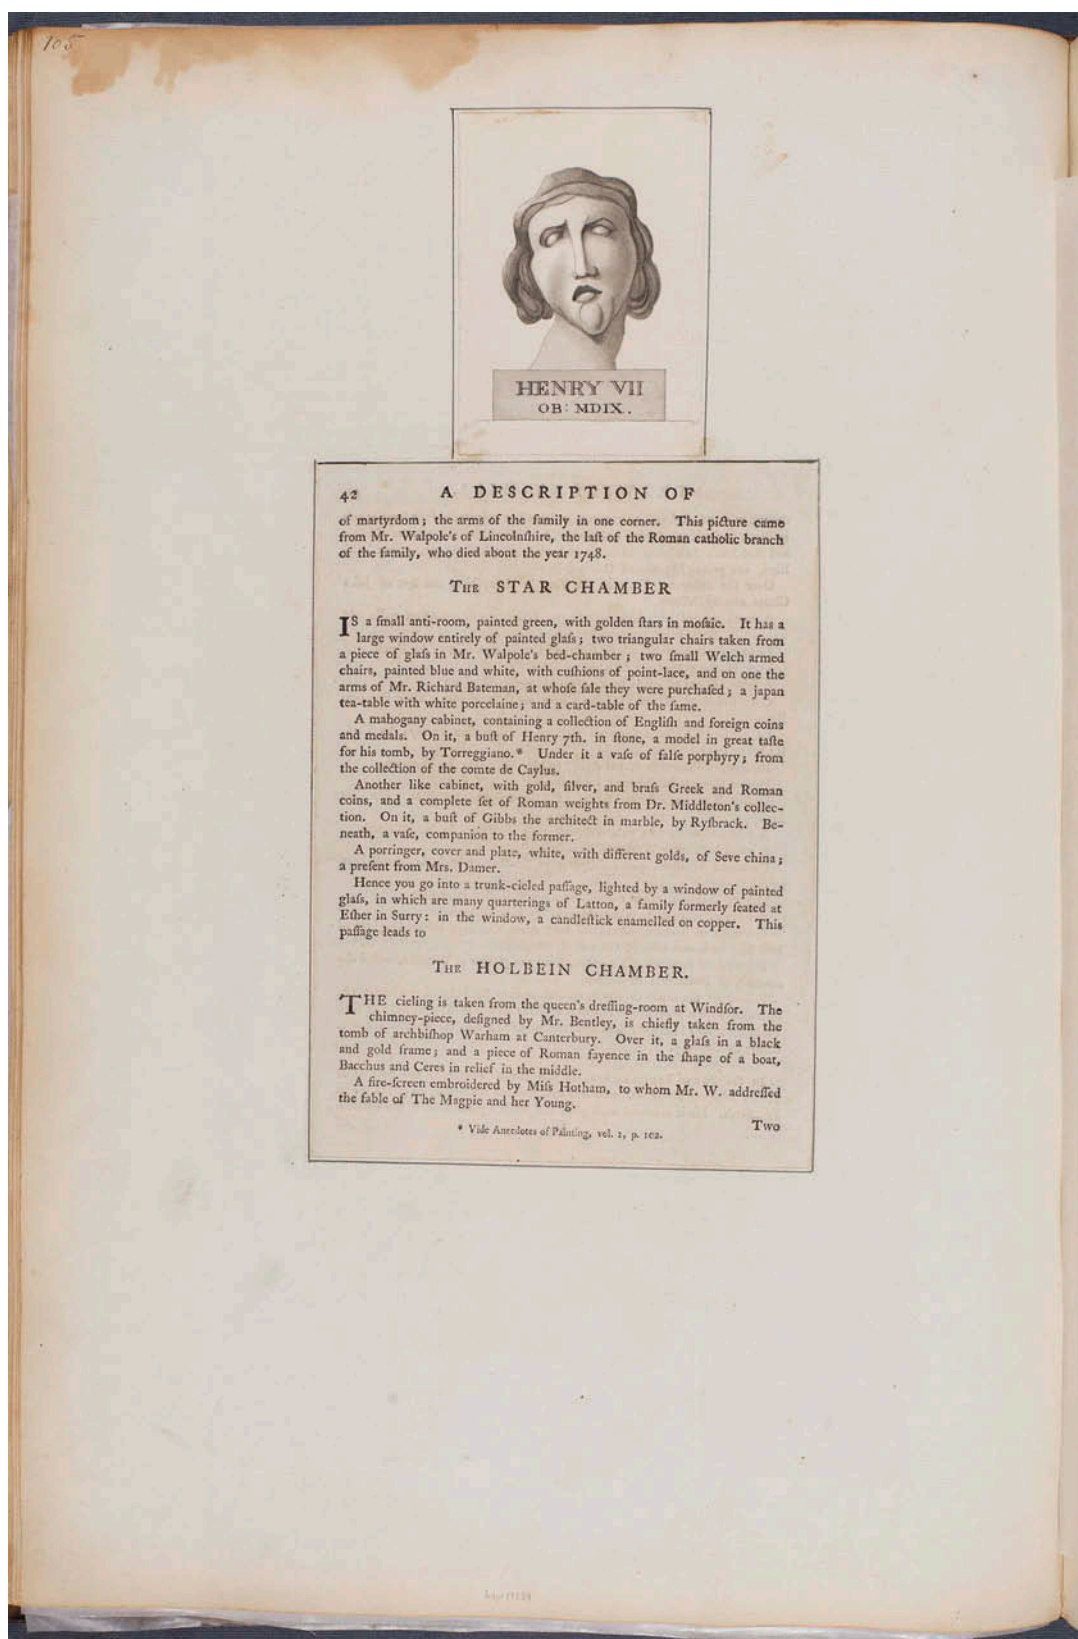 105
HENRY VII
OB: MDIX.
42 A DESCRIPTION OF
of martyrdom; the arms of the family in one corner. This picture came
from Mr. Walpole's of Lincolnſhire, the laſt of the Roman catholic branch
of the family, who died about the year 1748.
THE STAR CHAMBER
IS a ſmall anti-room, painted green, with golden ſtars in moſaic. It has a
large window entirely of painted glaſs; two triangular chairs taken from
a piece of glaſs in Mr. Walpole's bed-chamber; two ſmall Welch armed
chairs, painted blue and white, with cuſhions of point-lace, and on one the
arms of Mr. Richard Bateman, at whoſe ſale they were purchaſed; a japan
tea-table with white porcelaine; and a card-table of the ſame.
A mahogany cabinet, containing a collection of Engliſh and foreign coins
and medals. On it, a buſt of Henry 7th. in ſtone, a model in great taſte
for his tomb, by Torreggiano.* Under it a vaſe of falſe porphyry; from
the collection of the comte de Caylus.
Another like cabinet, with gold, ſilver, and braſs Greek and Roman
coins, and a complete ſet of Roman weights from Dr. Middleton's collec-
tion. On it, a buſt of Gibbs the architect in marble, by Ryſbrack. Be-
neath, a vaſe, companion to the former.
A porringer, cover and plate, white, with different golds, of Seve china;
a preſent from Mrs. Damer.
Hence you go into a trunk-cieled paſſage, lighted by a window of painted
glaſs, in which are many quarterings of Latton, a family formerly ſeated at
Eſher in Surry: in the window, a candleſtick enamelled on copper. This
paſſage leads to
THE HOLBEIN CHAMBER.
THE cieling is taken from the queen's dreſſing-room at Windſor. The
chimney-piece, deſigned by Mr. Bentley, is chiefly taken from the
tomb of archbiſhop Warham at Canterbury. Over it, a glaſs in a black
and gold frame; and a piece of Roman fayence in the ſhape of a boat,
Bacchus and Ceres in relief in the middle.
A fire-ſcreen embroidered by Miſs Hotham, to whom Mr. W. addreſſed
the fable of The Magpie and her Young.
* Vide Anecdotes of Painting, vol. 1, p. 102.
Two